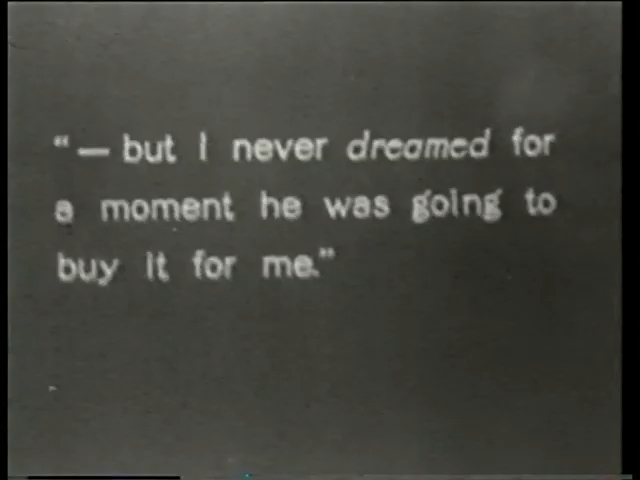 "— but I never dreamed for
a moment he was going to
buy it for me."